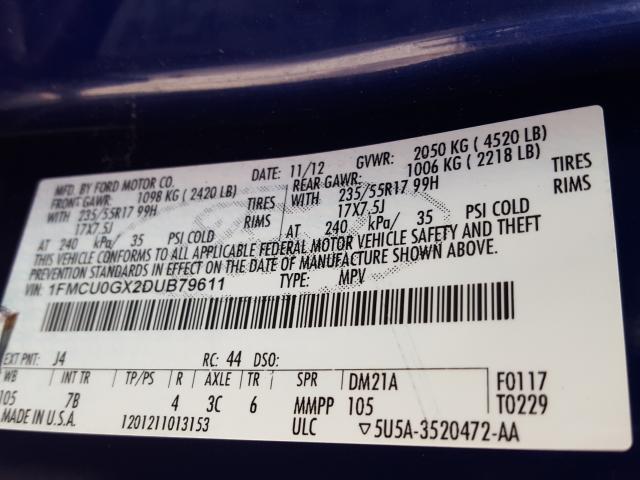 MFD. BY FORD MOTOR CO.
DATE: 11/12 GVWR: 2050 KG ( 4520 LB)
FRONT GAWR: 1098 KG ( 2420 LB) REAR GAWR: 1006 KG ( 2218 LB)
WITH 235/55R17 99H TIRES WITH 235/55R17 99H TIRES
17X7.5J RIMS 17X7.5J RIMS
AT 240 kPa/ 35 PSI COLD AT 240 kPa/ 35 PSI COLD
THIS VEHICLE CONFORMS TO ALL APPLICABLE FEDERAL MOTOR VEHICLE SAFETY AND THEFT
PREVENTION STANDARDS IN EFFECT ON THE DATE OF MANUFACTURE SHOWN ABOVE.
VIN: 1FMCU0GX2DUB79611 TYPE: MPV
EXT PNT: J4 RC: 44 DSO:
WB INT TR TP/PS R AXLE TR SPR DM21A F0117
105 7B 4 3C 6 MMPP 105 T0229
MADE IN U.S.A. 1201211013153 ULC ▽5U5A-3520472-AA